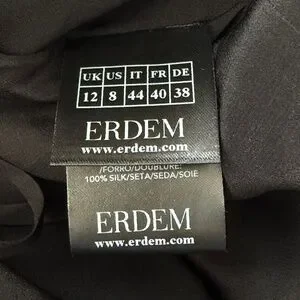 UK US IT FR DE
12 8 44 40 38
ERDEM
www.erdem.com
/FORRO/DOUBLURE:
100% SILK/SETA/SEDA/SOIE
ERDEM
www.erdem.com